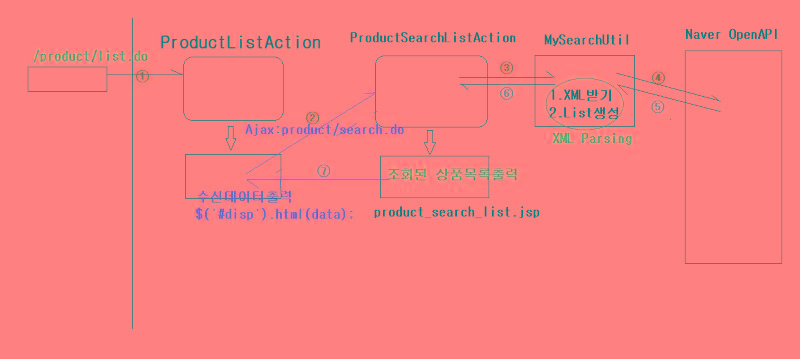 /product/list.do
①
ProductListAction
ProductSearchListAction
MySearchUtil
Naver OpenAPI
③
⑥
④
⑤
1.XML받기
2.List생성
XML Parsing
②
Ajax:product/search.do
⑦
조회된 상품목록출력
product_search_list.jsp
수신데이타출력
$('#disp').html(data);